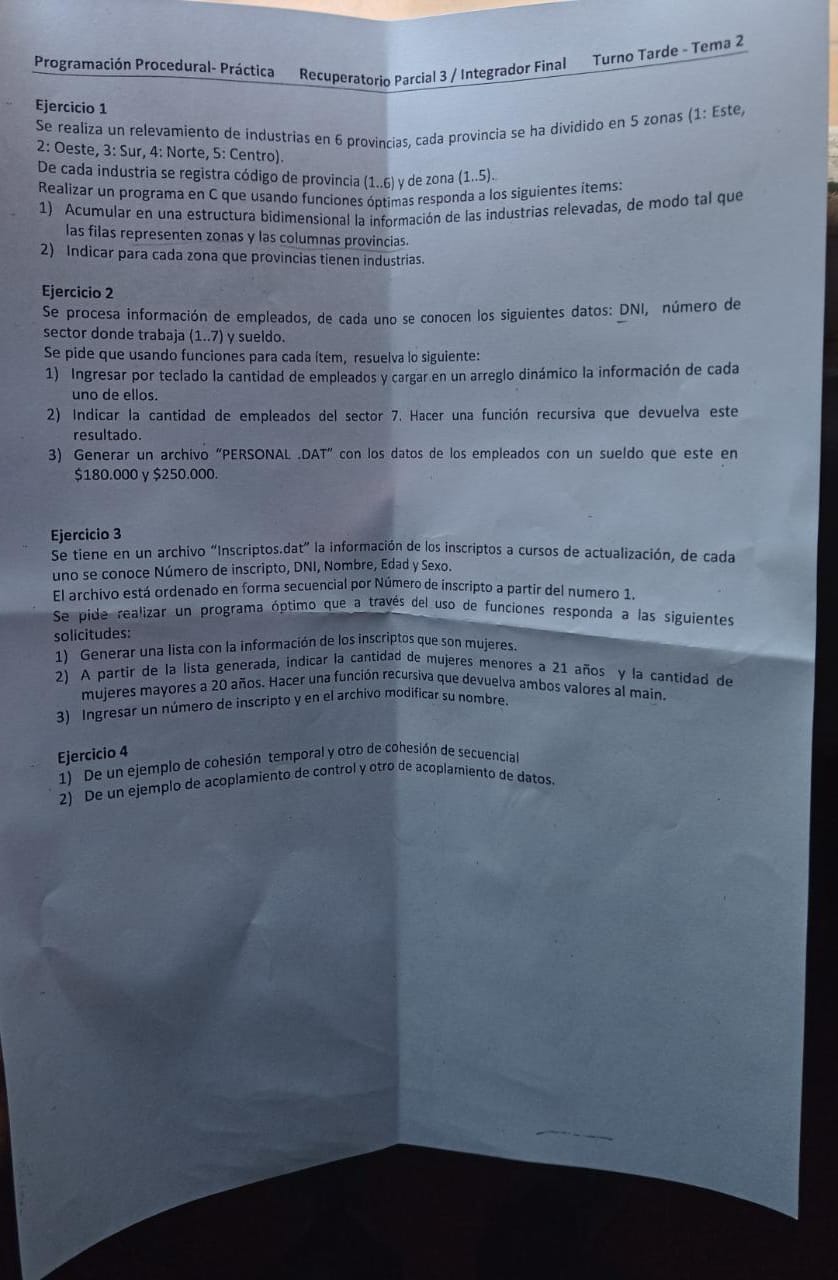 Programación Procedural- Práctica Recuperatorio Parcial 3 / Integrador Final Turno Tarde - Tema 2
Ejercicio 1
Se realiza un relevamiento de industrias en 6 provincias, cada provincia se ha dividido en 5 zonas (1: Este,
2: Oeste, 3: Sur, 4: Norte, 5: Centro).
De cada industria se registra código de provincia (1..6) y de zona (1..5).
Realizar un programa en C que usando funciones óptimas responda a los siguientes ítems:
1) Acumular en una estructura bidimensional la información de las industrias relevadas, de modo tal que
las filas representen zonas y las columnas provincias.
2) Indicar para cada zona que provincias tienen industrias.
Ejercicio 2
Se procesa información de empleados, de cada uno se conocen los siguientes datos: DNI, número de
sector donde trabaja (1..7) y sueldo.
Se pide que usando funciones para cada ítem, resuelva lo siguiente:
1) Ingresar por teclado la cantidad de empleados y cargar en un arreglo dinámico la información de cada
uno de ellos.
2) Indicar la cantidad de empleados del sector 7. Hacer una función recursiva que devuelva este
resultado.
3) Generar un archivo "PERSONAL .DAT" con los datos de los empleados con un sueldo que este en
$180.000 y $250.000.
Ejercicio 3
Se tiene en un archivo "Inscriptos.dat" la información de los inscriptos a cursos de actualización, de cada
uno se conoce Número de inscripto, DNI, Nombre, Edad y Sexo.
El archivo está ordenado en forma secuencial por Número de inscripto a partir del numero 1.
Se pide realizar un programa óptimo que a través del uso de funciones responda a las siguientes
solicitudes:
1) Generar una lista con la información de los inscriptos que son mujeres.
2) A partir de la lista generada, indicar la cantidad de mujeres menores a 21 años y la cantidad de
mujeres mayores a 20 años. Hacer una función recursiva que devuelva ambos valores al main.
3) Ingresar un número de inscripto y en el archivo modificar su nombre.
Ejercicio 4
1) De un ejemplo de cohesión temporal y otro de cohesión de secuencial
2) De un ejemplo de acoplamiento de control y otro de acoplamiento de datos.